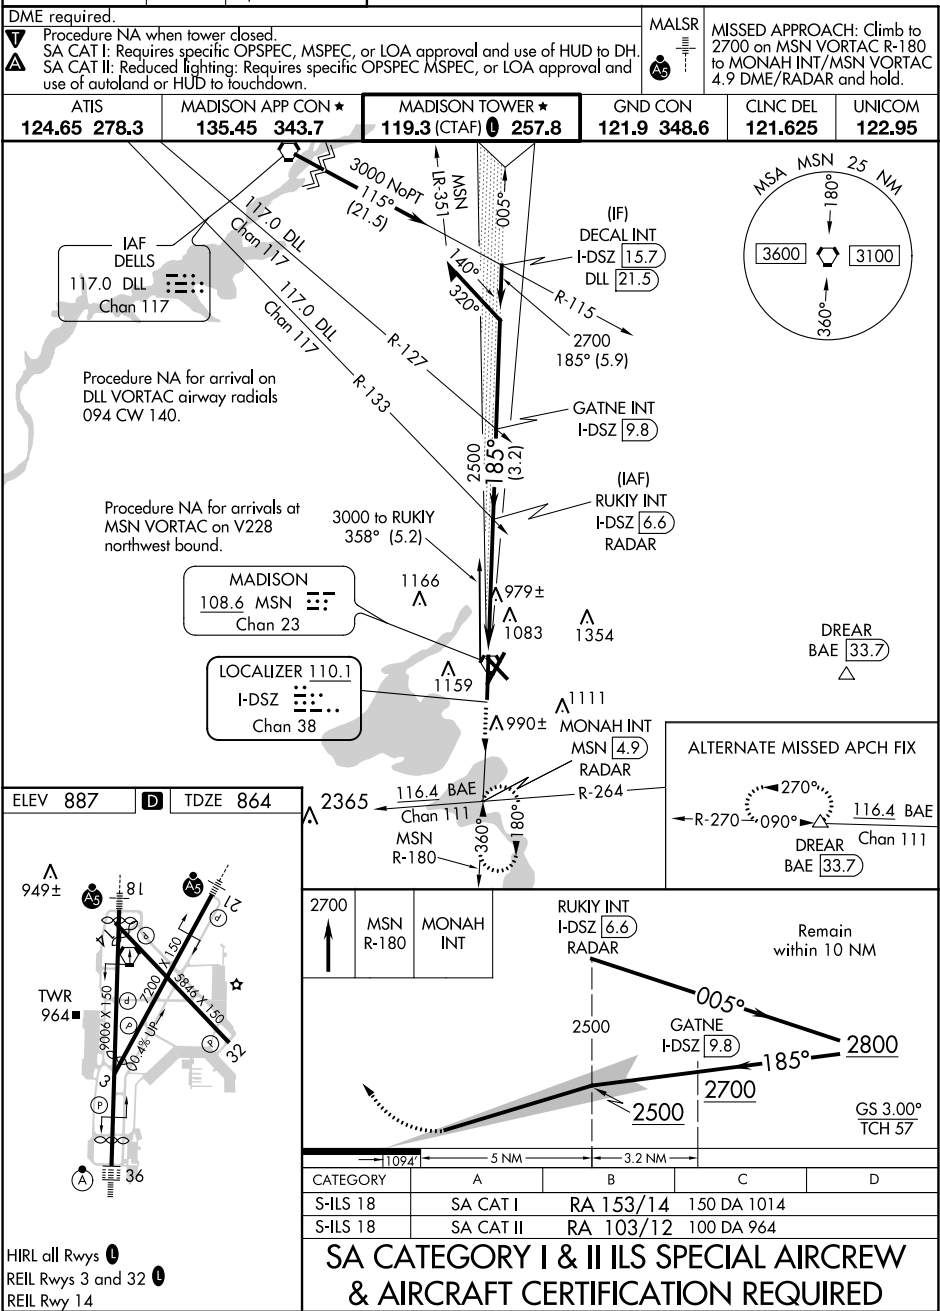 DME required.
T Procedure NA when tower closed.
A SA CAT I: Requires specific OPSPEC, MSPEC, or LOA approval and use of HUD to DH.
SA CAT II: Reduced lighting: Requires specific OPSPEC MSPEC, or LOA approval and
use of autoland or HUD to touchdown.
MALSR
A5
MISSED APPROACH: Climb to
2700 on MSN VORTAC R-180
to MONAH INT/MSN VORTAC
4.9 DME/RADAR and hold.
ATIS
124.65 278.3
MADISON APP CON ★
135.45 343.7
MADISON TOWER ★
119.3 (CTAF) L 257.8
GND CON
121.9 348.6
CLNC DEL
121.625
UNICOM
122.95
3000 NoPT
115°
(21.5)
MSN
LR-351
005°
MSA MSN 25 NM
180°
3600
3100
360°
(IF)
DECAL INT
I-DSZ 15.7
DLL 21.5
117.0 DLL
Chan 117
IAF
DELLS
117.0 DLL
Chan 117
140°
320°
R-115
117.0 DLL
Chan 117
2700
185° (5.9)
R-127
R-133
Procedure NA for arrival on
DLL VORTAC airway radials
094 CW 140.
GATNE INT
I-DSZ 9.8
2500
185°
(3.2)
(IAF)
RUKIY INT
I-DSZ 6.6
RADAR
Procedure NA for arrivals at
MSN VORTAC on V228
northwest bound.
3000 to RUKIY
358° (5.2)
MADISON
108.6 MSN
Chan 23
1166
979±
1083
1354
DREAR
BAE 33.7
LOCALIZER 110.1
I-DSZ
Chan 38
1159
1111
990±
MONAH INT
MSN 4.9
RADAR
R-264
116.4 BAE
Chan 111
2365
MSN
R-180
360°
180°
ALTERNATE MISSED APCH FIX
270°
R-270
090°
116.4 BAE
Chan 111
DREAR
BAE 33.7
ELEV 887
D
TDZE 864
949±
A5
18
A5
21
P
14
P
7200 X 150
5846 X 150
TWR
964
9006 X 150
P
P
00.4% UP
P
32
3
P
A
36
HIRL all Rwys L
REIL Rwys 3 and 32 L
REIL Rwy 14
2700
MSN
R-180
MONAH
INT
RUKIY INT
I-DSZ 6.6
RADAR
Remain
within 10 NM
005°
2500
GATNE
I-DSZ 9.8
185°
2800
2700
2500
GS 3.00°
TCH 57
1094'
5 NM
3.2 NM
CATEGORY A B C D
S-ILS 18 SA CAT I RA 153/14 150 DA 1014
S-ILS 18 SA CAT II RA 103/12 100 DA 964
SA CATEGORY I & II ILS SPECIAL AIRCREW
& AIRCRAFT CERTIFICATION REQUIRED